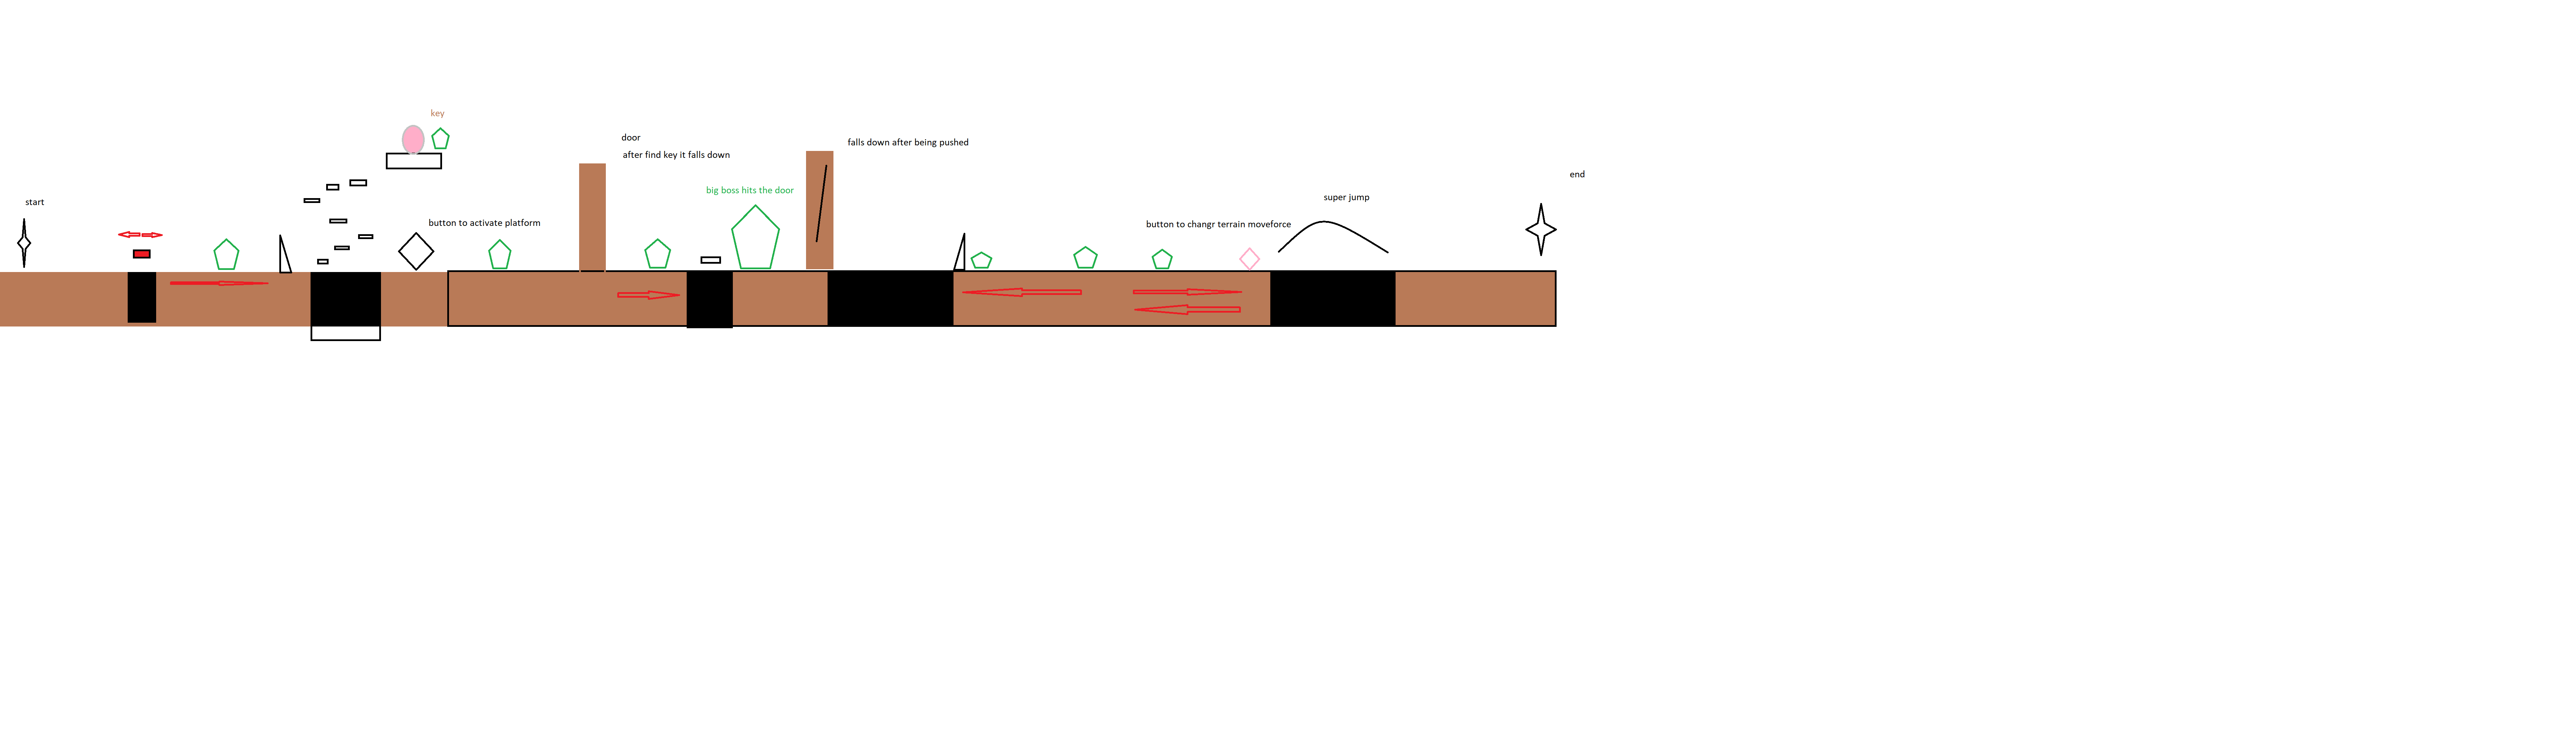 start
key
button to activate platform
door
after find key it falls down
big boss hits the door
falls down after being pushed
button to changr terrain moveforce
super jump
end